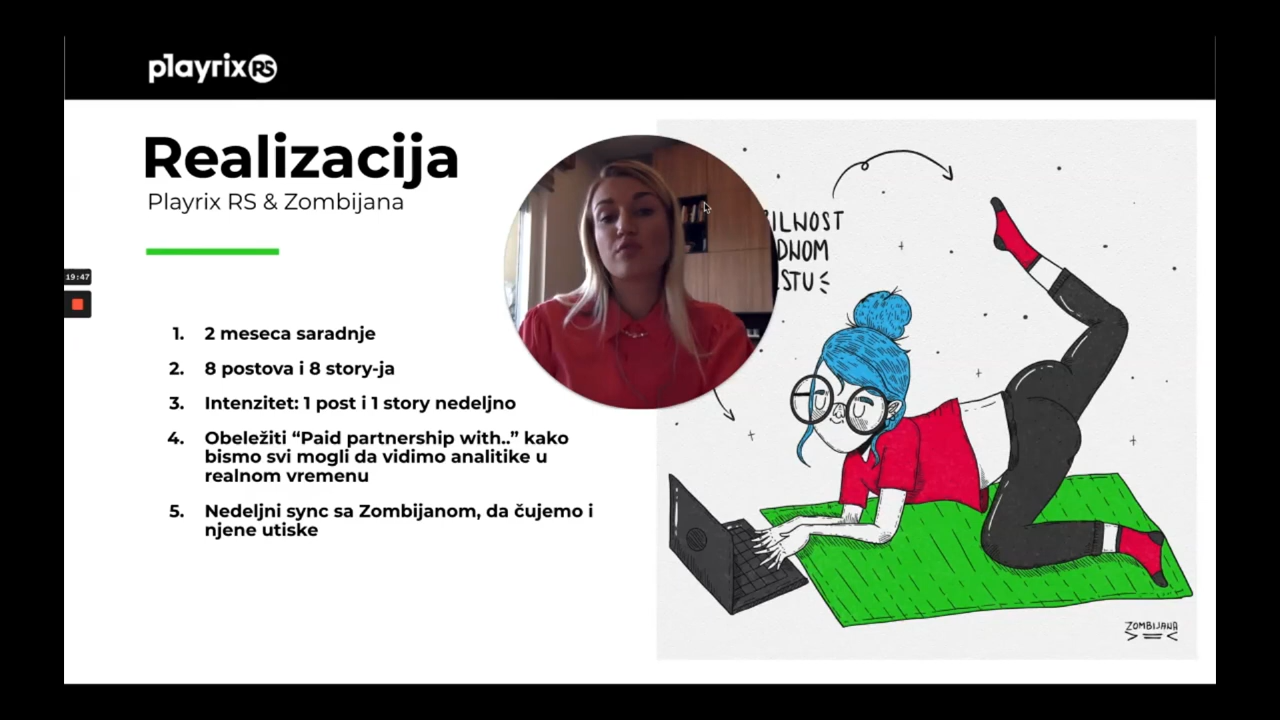 playrix RS
Realizacija
Playrix RS & Zombijana
19:47
1. 2 meseca saradnje
2. 8 postova i 8 story-ja
3. Intenzitet: 1 post i 1 story nedeljno
4. Obeležiti “Paid partnership with..” kako
bismo svi mogli da vidimo analitike u
realnom vremenu
5. Nedeljni sync sa Zombijanom, da čujemo i
njene utiske
ZOMBIJANA